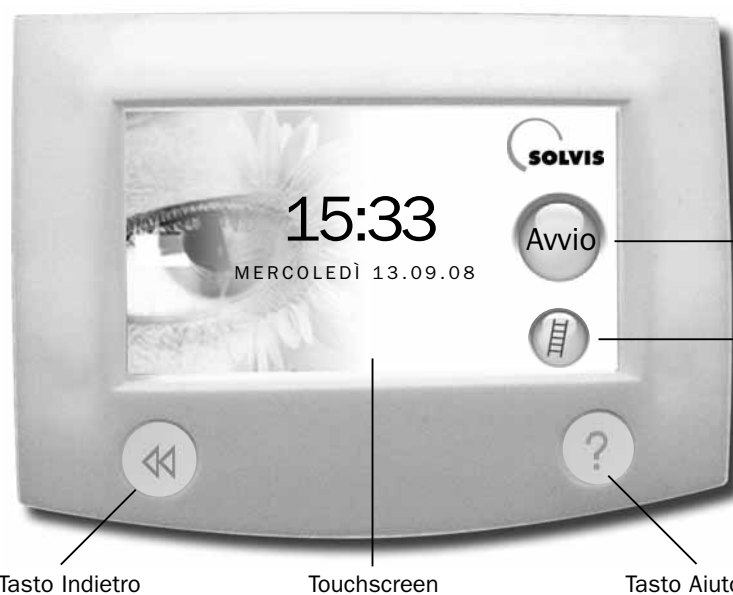 SOLVIS
15:33
Avvio
MERCOLEDÌ 13.09.08
?
Tasto Indietro
Touchscreen
Tasto Aiuto